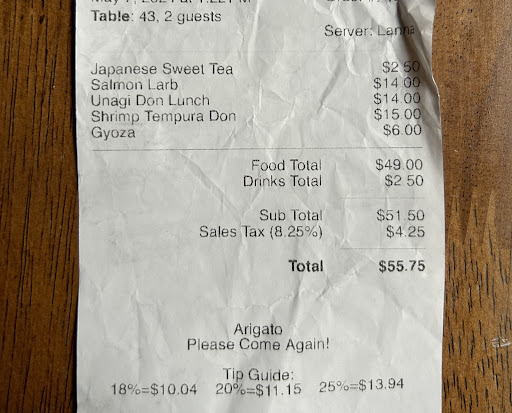 Table: 43, 2 guests
Server: Lanna
Japanese Sweet Tea $2.50
Salmon Larb $14.00
Unagi Don Lunch $14.00
Shrimp Tempura Don $15.00
Gyoza $6.00
Food Total $49.00
Drinks Total $2.50
Sub Total $51.50
Sales Tax (8.25%) $4.25
Total $55.75
Arigato
Please Come Again!
Tip Guide:
18%=$10.04 20%=$11.15 25%=$13.94